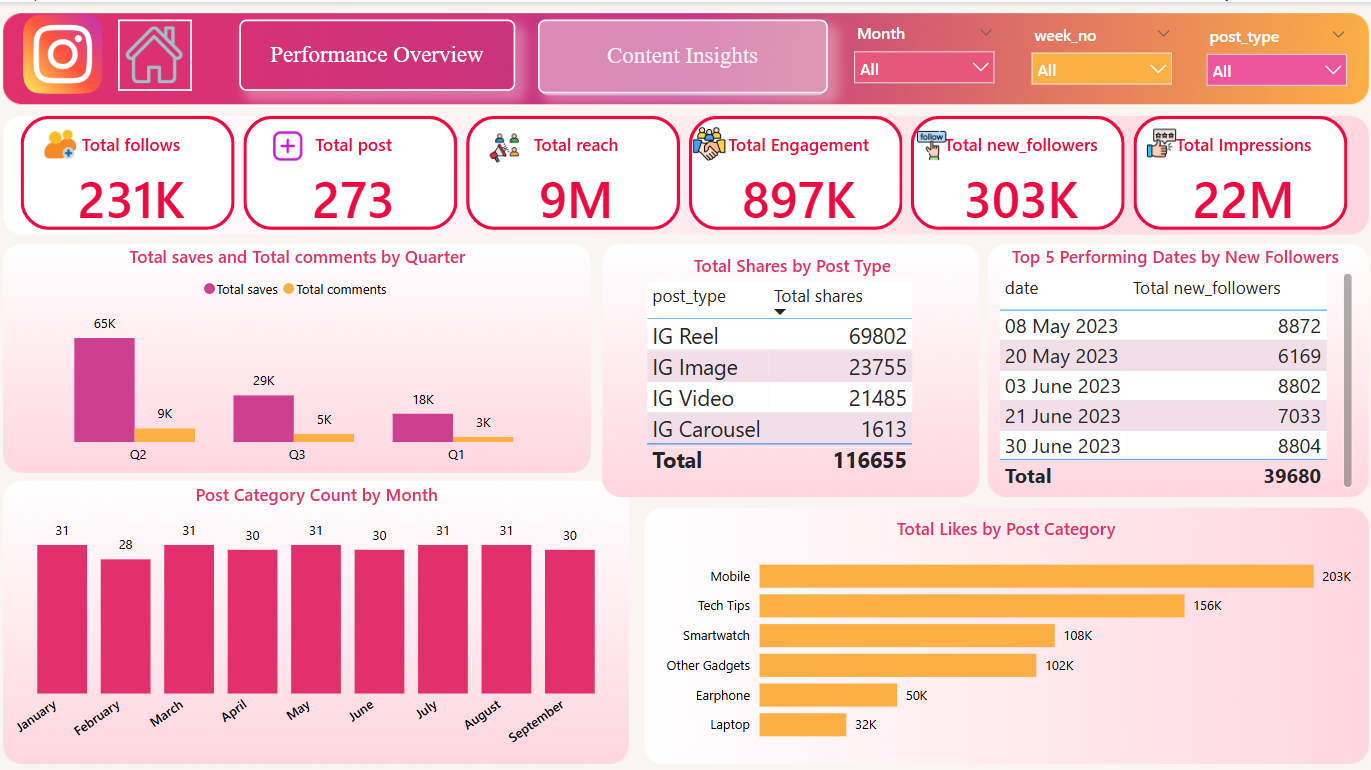 Performance Overview
Content Insights
Month
All
week_no
All
post_type
All
Total follows
231K
Total post
273
Total reach
9M
Total Engagement
897K
follow
Total new_followers
303K
Total Impressions
22M
Total saves and Total comments by Quarter
Total saves Total comments
65K
9K
29K
5K
18K
3K
Q2 Q3 Q1
Total Shares by Post Type
post_type Total shares
IG Reel 69802
IG Image 23755
IG Video 21485
IG Carousel 1613
Total 116655
Top 5 Performing Dates by New Followers
date Total new_followers
08 May 2023 8872
20 May 2023 6169
03 June 2023 8802
21 June 2023 7033
30 June 2023 8804
Total 39680
Post Category Count by Month
31 28 31 30 31 30 31 31 30
January February March April May June July August September
Total Likes by Post Category
Mobile 203K
Tech Tips 156K
Smartwatch 108K
Other Gadgets 102K
Earphone 50K
Laptop 32K